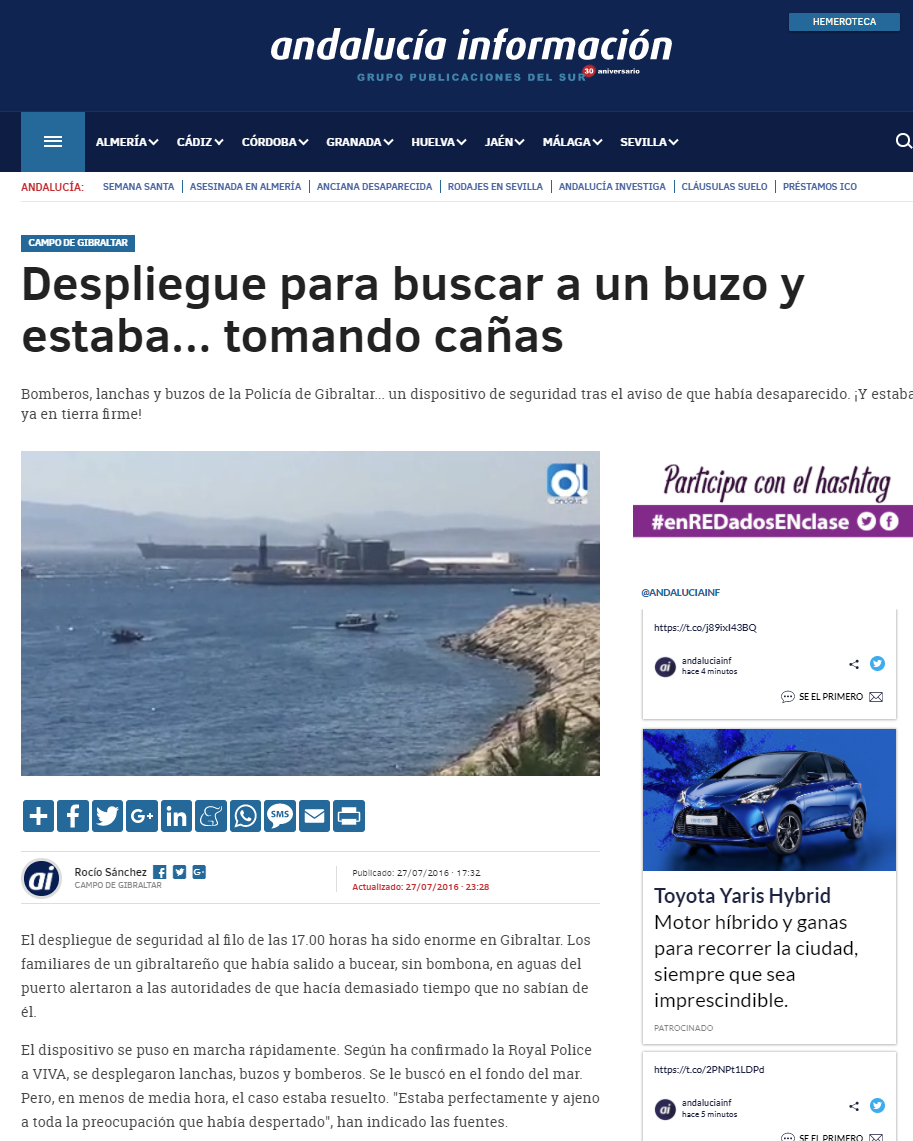 HEMEROTECA
andalucía información
GRUPO PUBLICACIONES DEL SUR
30 aniversario
ALMERÍA CÁDIZ CÓRDOBA GRANADA HUELVA JAÉN MÁLAGA SEVILLA
ANDALUCÍA: SEMANA SANTA ASESINADA EN ALMERÍA ANCIANA DESAPARECIDA RODAJES EN SEVILLA ANDALUCÍA INVESTIGA CLÁUSULAS SUELO PRÉSTAMOS ICO
CAMPO DE GIBRALTAR
Despliegue para buscar a un buzo y
estaba... tomando cañas
Bomberos, lanchas y buzos de la Policía de Gibraltar... un dispositivo de seguridad tras el aviso de que había desaparecido. ¡Y estaba
ya en tierra firme!
andaluz
SMS
ai
Rocío Sánchez
CAMPO DE GIBRALTAR
Publicado: 27/07/2016 · 17:32
Actualizado: 27/07/2016 · 23:28
El despliegue de seguridad al filo de las 17.00 horas ha sido enorme en Gibraltar. Los
familiares de un gibraltareño que había salido a bucear, sin bombona, en aguas del
puerto alertaron a las autoridades de que hacía demasiado tiempo que no sabían de
él.
El dispositivo se puso en marcha rápidamente. Según ha confirmado la Royal Police
a VIVA, se desplegaron lanchas, buzos y bomberos. Se le buscó en el fondo del mar.
Pero, en menos de media hora, el caso estaba resuelto. "Estaba perfectamente y ajeno
a toda la preocupación que había despertado", han indicado las fuentes.
Participa con el hashtag
#enREDadosENclase
@ANDALUCIAINF
https://t.co/j89ixI43BQ
ai
andaluciainf
hace 4 minutos
SE EL PRIMERO
Toyota Yaris Hybrid
Motor híbrido y ganas
para recorrer la ciudad,
siempre que sea
imprescindible.
PATROCINADO
https://t.co/2PNPt1LDPd
ai
andaluciainf
hace 5 minutos
SE EL PRIMERO